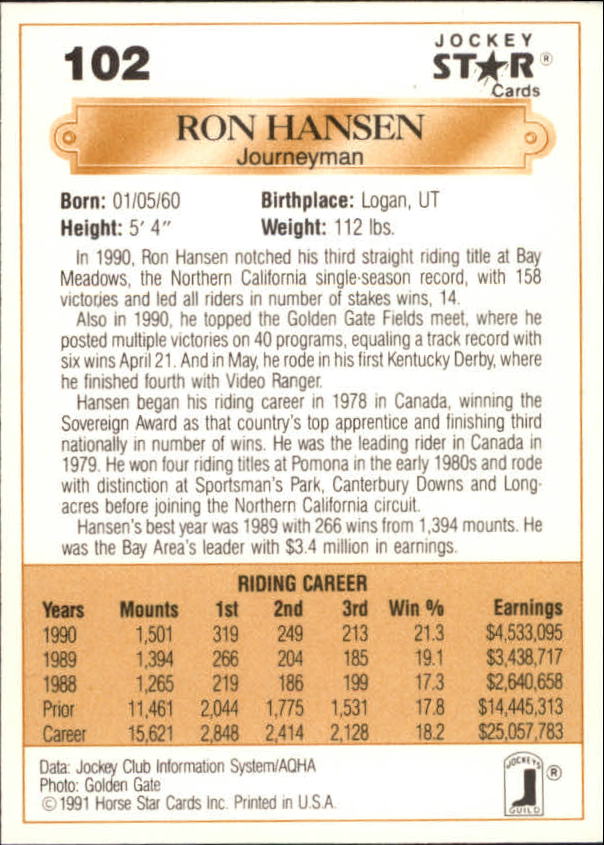 102
JOCKEY
STAR®
Cards
RON HANSEN
Journeyman
Born: 01/05/60 Birthplace: Logan, UT
Height: 5' 4" Weight: 112 lbs.
In 1990, Ron Hansen notched his third straight riding title at Bay
Meadows, the Northern California single-season record, with 158
victories and led all riders in number of stakes wins, 14.
Also in 1990, he topped the Golden Gate Fields meet, where he
posted multiple victories on 40 programs, equaling a track record with
six wins April 21. And in May, he rode in his first Kentucky Derby, where
he finished fourth with Video Ranger.
Hansen began his riding career in 1978 in Canada, winning the
Sovereign Award as that country's top apprentice and finishing third
nationally in number of wins. He was the leading rider in Canada in
1979. He won four riding titles at Pomona in the early 1980s and rode
with distinction at Sportsman's Park, Canterbury Downs and Long-
acres before joining the Northern California circuit.
Hansen's best year was 1989 with 266 wins from 1,394 mounts. He
was the Bay Area's leader with $3.4 million in earnings.
RIDING CAREER
Years Mounts 1st 2nd 3rd Win % Earnings
1990 1,501 319 249 213 21.3 $4,533,095
1989 1,394 266 204 185 19.1 $3,438,717
1988 1,265 219 186 199 17.3 $2,640,658
Prior 11,461 2,044 1,775 1,531 17.8 $14,445,313
Career 15,621 2,848 2,414 2,128 18.2 $25,057,783
Data: Jockey Club Information System/AQHA
Photo: Golden Gate
©1991 Horse Star Cards Inc. Printed in U.S.A.
JOCKEYS
GUILD
®